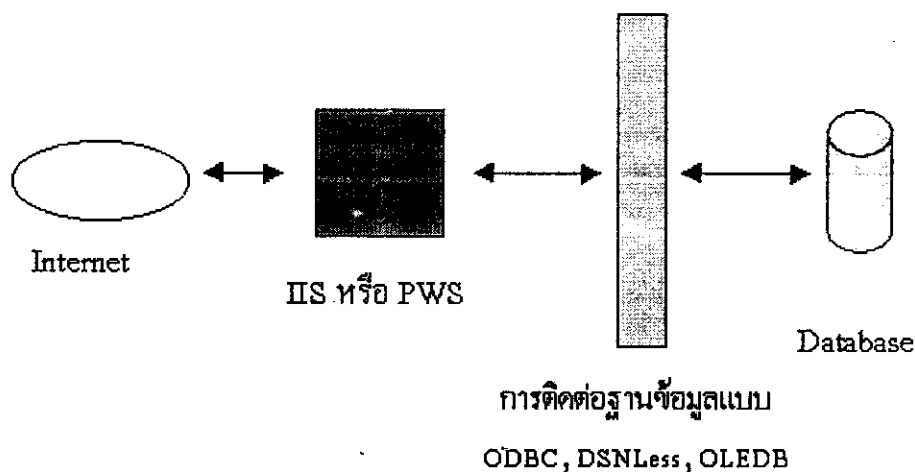 Internet
IIS หรือ PWS
Database
การติดต่อฐานข้อมูลแบบ
ODBC, DSNLess, OLEDB